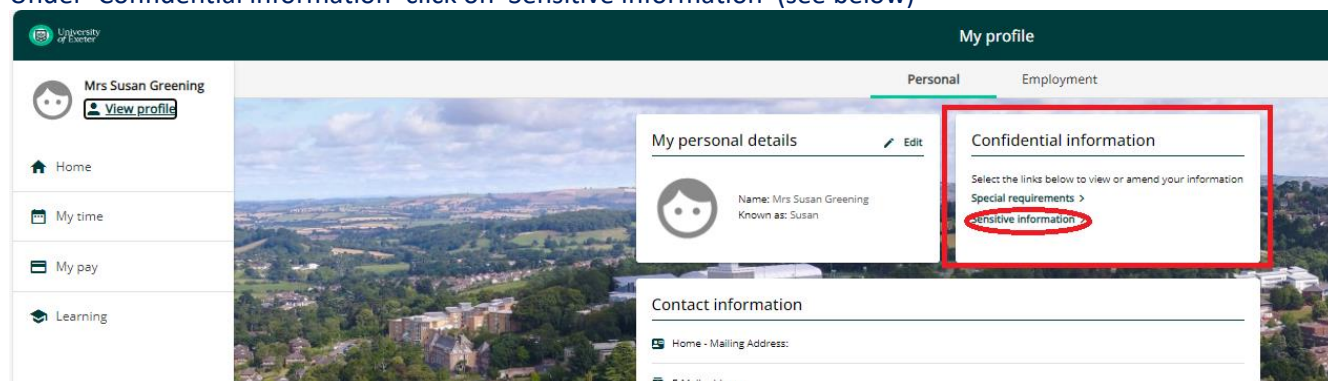 Under 'Confidential information' click on 'Sensitive information' (see below)
University
of Exeter
My profile
Mrs Susan Greening
View profile
Personal
Employment
Home
My time
My pay
Learning
My personal details
Edit
Name: Mrs Susan Greening
Known as: Susan
Confidential information
Select the links below to view or amend your information
Special requirements >
Sensitive information >
Contact information
Home - Mailing Address: